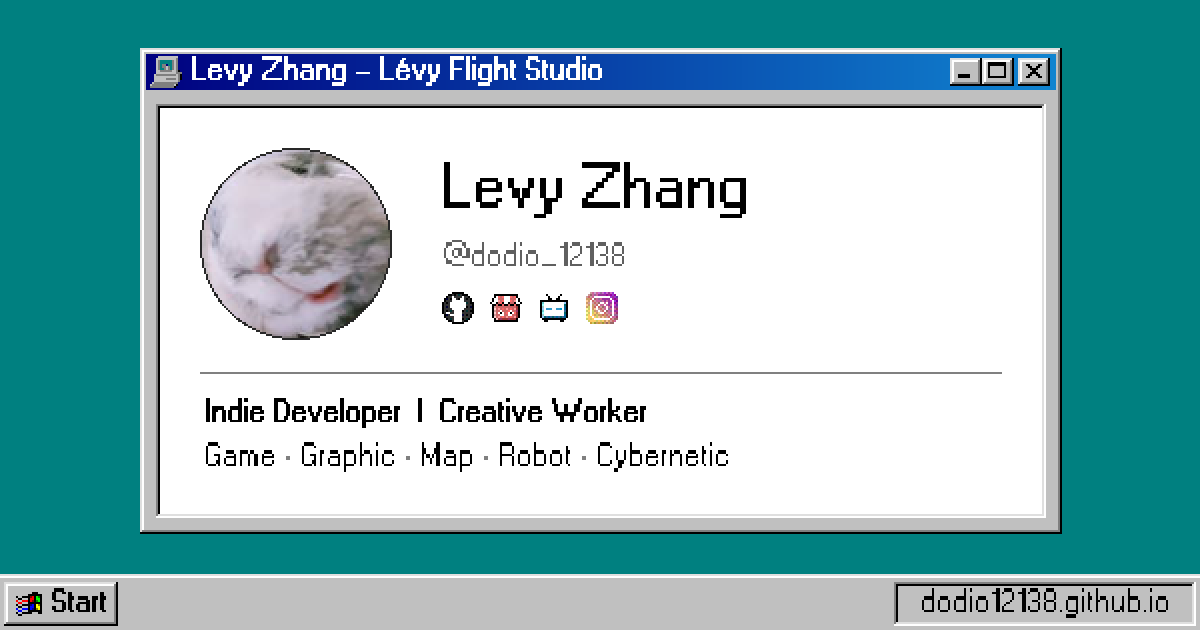 Levy Zhang – Lévy Flight Studio
Levy Zhang
@dodio_12138
Indie Developer | Creative Worker
Game · Graphic · Map · Robot · Cybernetic
Start
dodio12138.github.io